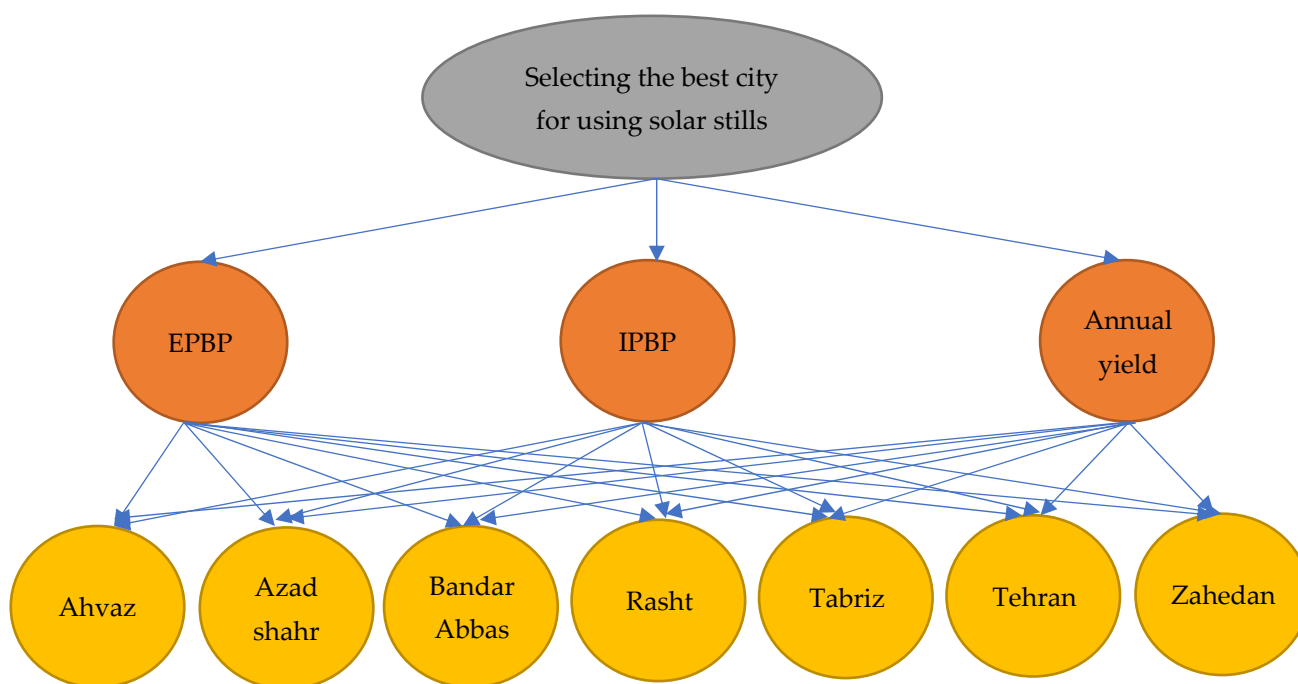 Selecting the best city
for using solar stills
EPBP
IPBP
Annual
yield
Ahvaz
Azad
shahr
Bandar
Abbas
Rasht
Tabriz
Tehran
Zahedan